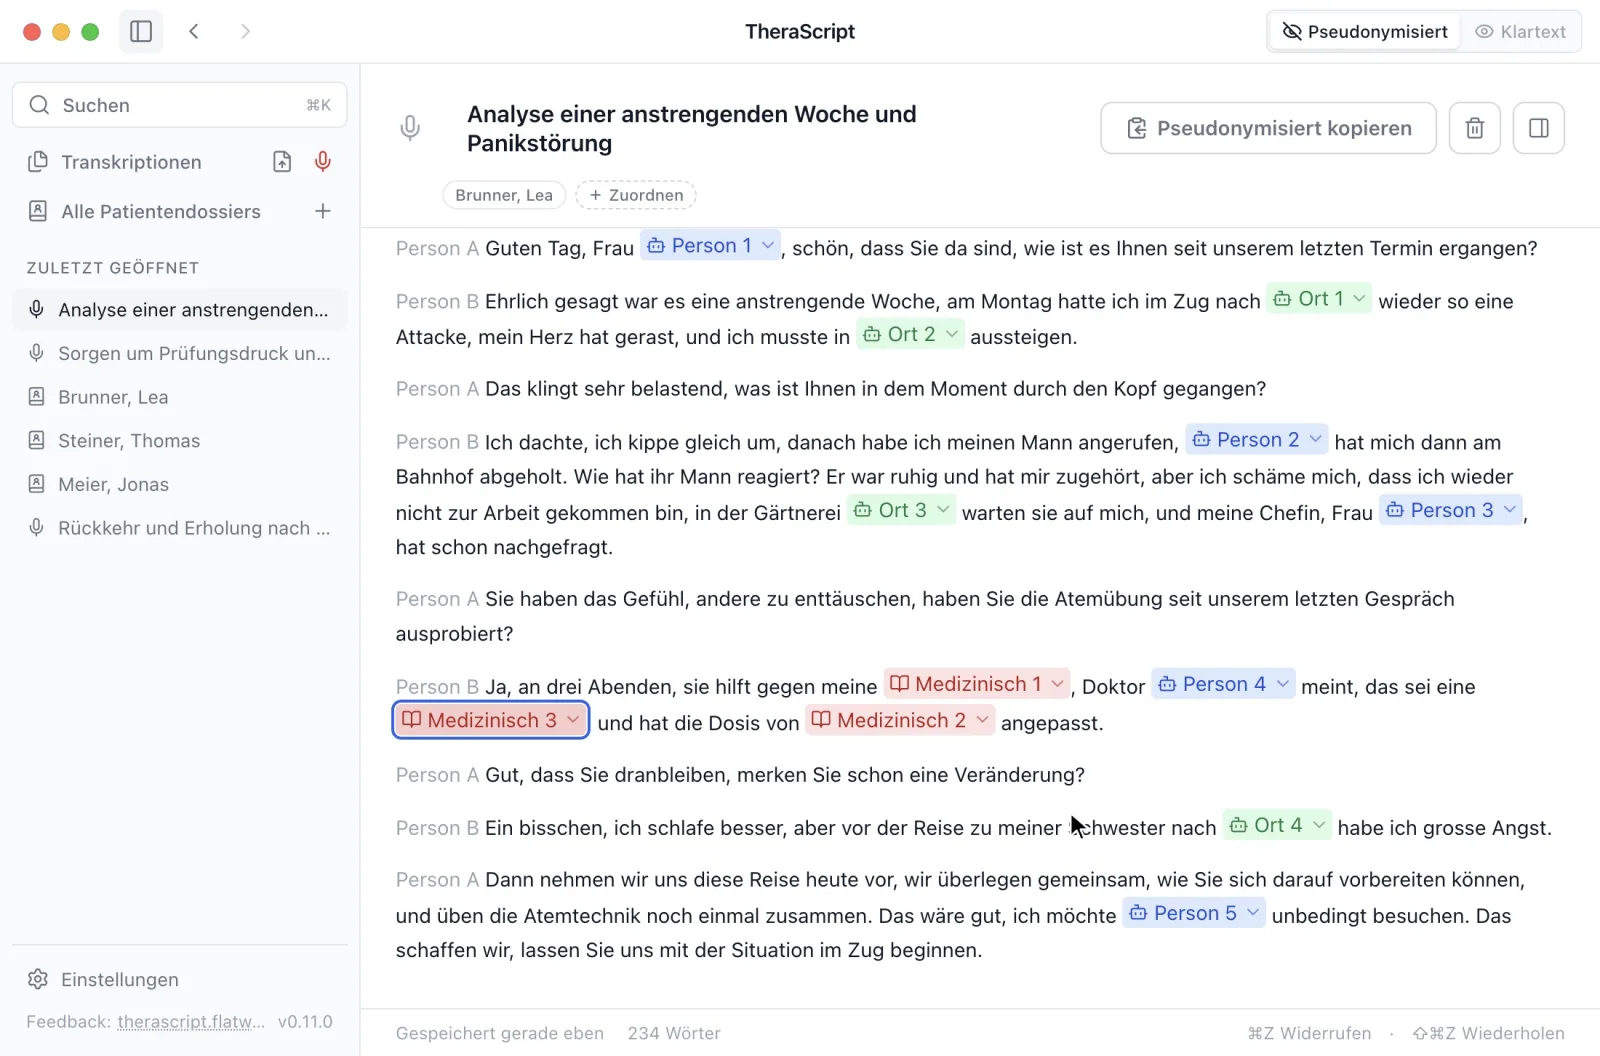 TheraScript
Pseudonymisiert
Klartext
Suchen ⌘K
Transkriptionen
Alle Patientendossiers
ZULETZT GEÖFFNET
Analyse einer anstrengenden...
Sorgen um Prüfungsdruck un...
Brunner, Lea
Steiner, Thomas
Meier, Jonas
Rückkehr und Erholung nach ...
Einstellungen
Feedback: therascript.flatw... v0.11.0
Analyse einer anstrengenden Woche und
Panikstörung
Pseudonymisiert kopieren
Brunner, Lea
+ Zuordnen
Person A Guten Tag, Frau Person 1, schön, dass Sie da sind, wie ist es Ihnen seit unserem letzten Termin ergangen?
Person B Ehrlich gesagt war es eine anstrengende Woche, am Montag hatte ich im Zug nach Ort 1 wieder so eine
Attacke, mein Herz hat gerast, und ich musste in Ort 2 aussteigen.
Person A Das klingt sehr belastend, was ist Ihnen in dem Moment durch den Kopf gegangen?
Person B Ich dachte, ich kippe gleich um, danach habe ich meinen Mann angerufen, Person 2 hat mich dann am
Bahnhof abgeholt. Wie hat ihr Mann reagiert? Er war ruhig und hat mir zugehört, aber ich schäme mich, dass ich wieder
nicht zur Arbeit gekommen bin, in der Gärtnerei Ort 3 warten sie auf mich, und meine Chefin, Frau Person 3,
hat schon nachgefragt.
Person A Sie haben das Gefühl, andere zu enttäuschen, haben Sie die Atemübung seit unserem letzten Gespräch
ausprobiert?
Person B Ja, an drei Abenden, sie hilft gegen meine Medizinisch 1, Doktor Person 4 meint, das sei eine
Medizinisch 3 und hat die Dosis von Medizinisch 2 angepasst.
Person A Gut, dass Sie dranbleiben, merken Sie schon eine Veränderung?
Person B Ein bisschen, ich schlafe besser, aber vor der Reise zu meiner Schwester nach Ort 4 habe ich grosse Angst.
Person A Dann nehmen wir uns diese Reise heute vor, wir überlegen gemeinsam, wie Sie sich darauf vorbereiten können,
und üben die Atemtechnik noch einmal zusammen. Das wäre gut, ich möchte Person 5 unbedingt besuchen. Das
schaffen wir, lassen Sie uns mit der Situation im Zug beginnen.
Gespeichert gerade eben 234 Wörter
⌘Z Widerrufen · ⇧⌘Z Wiederholen